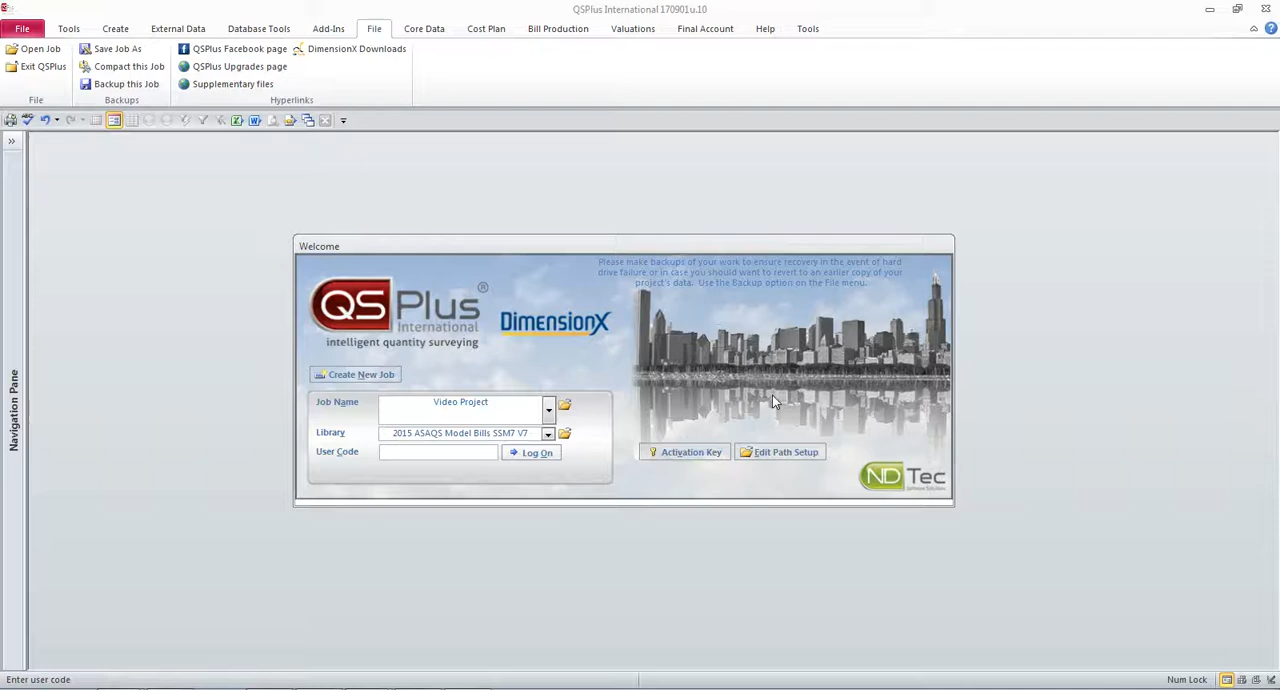 QSPlus International 170901u.10
File Tools Create External Data Database Tools Add-Ins File Core Data Cost Plan Bill Production Valuations Final Account Help Tools
Open Job Save Job As QSPlus Facebook page DimensionX Downloads
Exit QSPlus Compact this Job QSPlus Upgrades page
Backup this Job Supplementary files
File Backups Hyperlinks
Navigation Pane
Welcome
Please make backups of your work to ensure recovery in the event of hard
drive failure or in case you should want to revert to an earlier copy of your
project's data. Use the Backup option on the File menu.
QS Plus ®
International
intelligent quantity surveying
DimensionX
Create New Job
Job Name Video Project
Library 2015 ASAQS Model Bills SSM7 V7
User Code Log On
Activation Key Edit Path Setup
ND Tec
Enter user code Num Lock